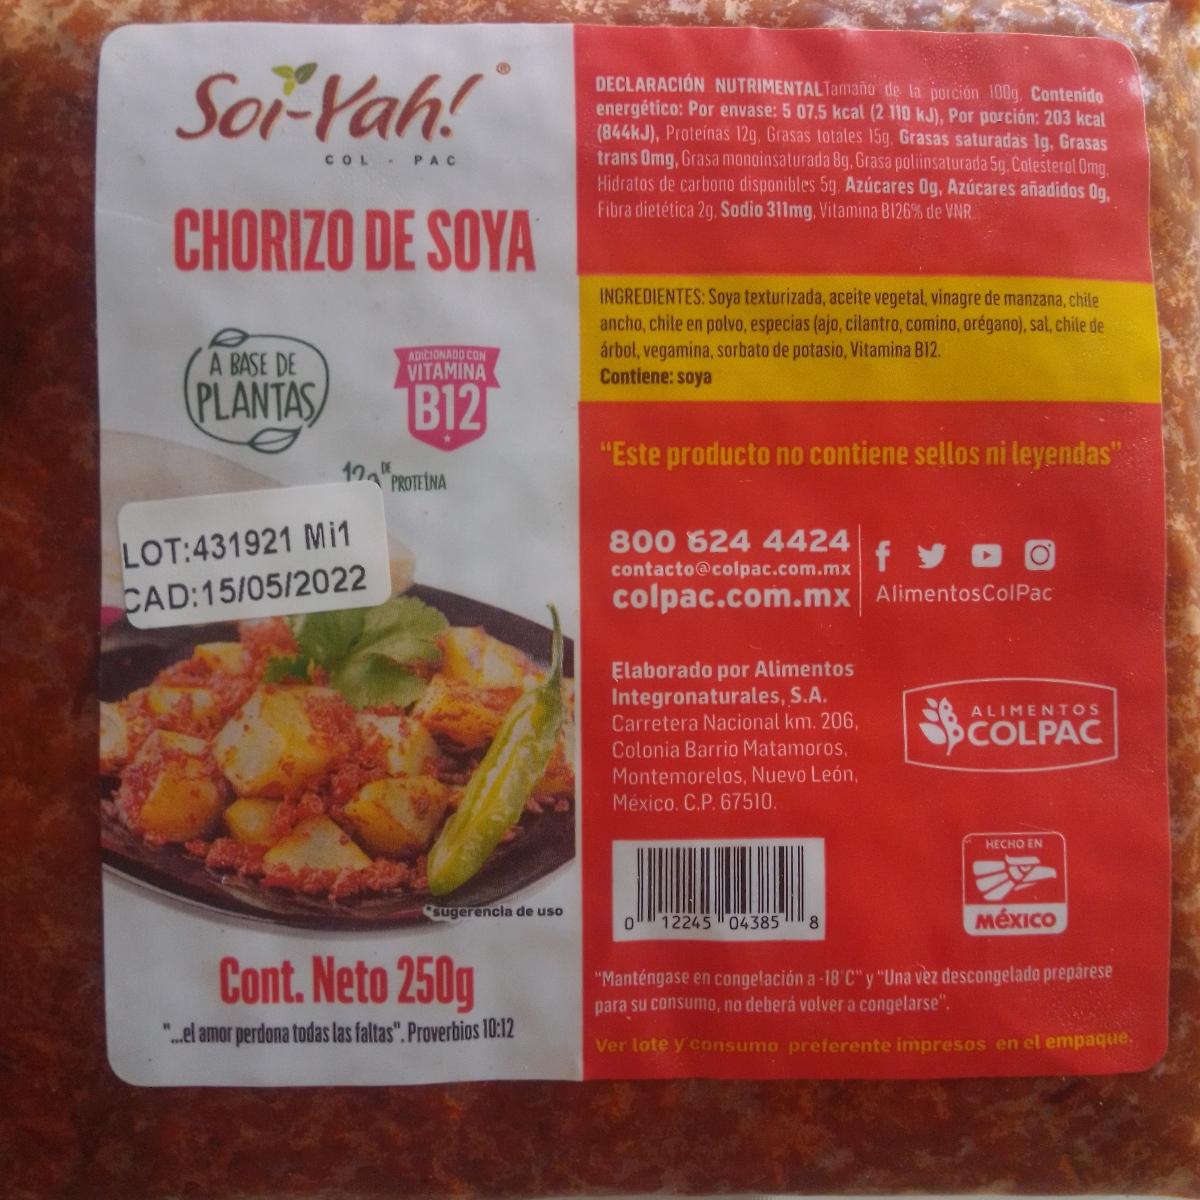 Soi-Yah!®
COL - PAC
CHORIZO DE SOYA
A BASE DE
PLANTAS
ADICIONADO CON
VITAMINA
B12
DE
PROTEÍNA
LOT:431921 Mi1
CAD:15/05/2022
*sugerencia de uso
Cont. Neto 250g
"...el amor perdona todas las faltas". Proverbios 10:12
DECLARACIÓN NUTRIMENTAL Tamaño de la porción 100g, Contenido
energético: Por envase: 5 07.5 kcal (2 110 kJ), Por porción: 203 kcal
(844kJ), Proteínas 12g, Grasas totales 15g, Grasas saturadas 1g, Grasas
trans 0mg, Grasa monoinsaturada 8g, Grasa poliinsaturada 5g, Colesterol 0mg,
Hidratos de carbono disponibles 5g, Azúcares 0g, Azúcares añadidos 0g,
Fibra dietética 2g, Sodio 311mg, Vitamina B126% de VNR.
INGREDIENTES: Soya texturizada, aceite vegetal, vinagre de manzana, chile
ancho, chile en polvo, especias (ajo, cilantro, comino, orégano), sal, chile de
árbol, vegamina, sorbato de potasio, Vitamina B12.
Contiene: soya
"Este producto no contiene sellos ni leyendas"
800 624 4424
contacto@colpac.com.mx
colpac.com.mx
AlimentosColPac
Elaborado por Alimentos
Integronaturales, S.A.
Carretera Nacional km. 206,
Colonia Barrio Matamoros,
Montemorelos, Nuevo León,
México. C.P. 67510.
ALIMENTOS
COLPAC
HECHO EN
MÉXICO
0 12245 04385 8
"Manténgase en congelación a -18°C" y "Una vez descongelado prepárese
para su consumo, no deberá volver a congelarse".
Ver lote y consumo preferente impresos en el empaque.